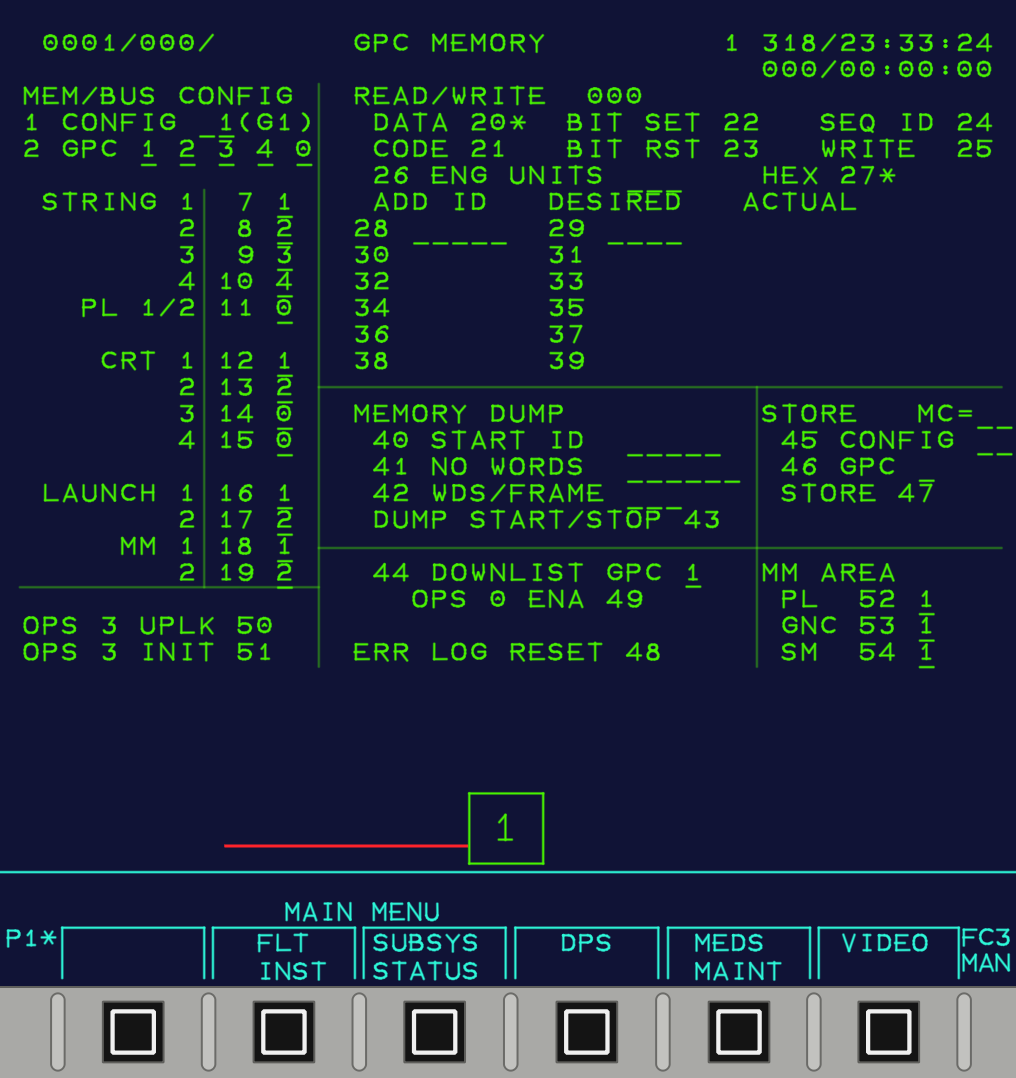 0001/000/ GPC MEMORY 1 318/23:33:24
000/00:00:00
MEM/BUS CONFIG READ/WRITE 000
1 CONFIG _1(G1) DATA 20* BIT SET 22 SEQ ID 24
2 GPC 1 2 3 4 0 CODE 21 BIT RST 23 WRITE 25
26 ENG UNITS ___ HEX 27*
STRING 1 7 1 ADD ID DESIRED ACTUAL
2 8 2 28 _____ 29 ____
3 9 3 30 31
4 10 4 32 33
PL 1/2 11 0 34 35
36 37
CRT 1 12 1 38 39
2 13 2
3 14 0 MEMORY DUMP STORE MC=__
4 15 0 40 START ID _____ 45 CONFIG __
41 NO WORDS ______ 46 GPC _
LAUNCH 1 16 1 42 WDS/FRAME ___ STORE 47
2 17 2 DUMP START/STOP 43
MM 1 18 1
2 19 2 44 DOWNLIST GPC 1 MM AREA
OPS 0 ENA 49 PL 52 1
OPS 3 UPLK 50 GNC 53 1
OPS 3 INIT 51 ERR LOG RESET 48 SM 54 1
1
MAIN MENU
P1* FLT INST SUBSYS STATUS DPS MEDS MAINT VIDEO FC3 MAN